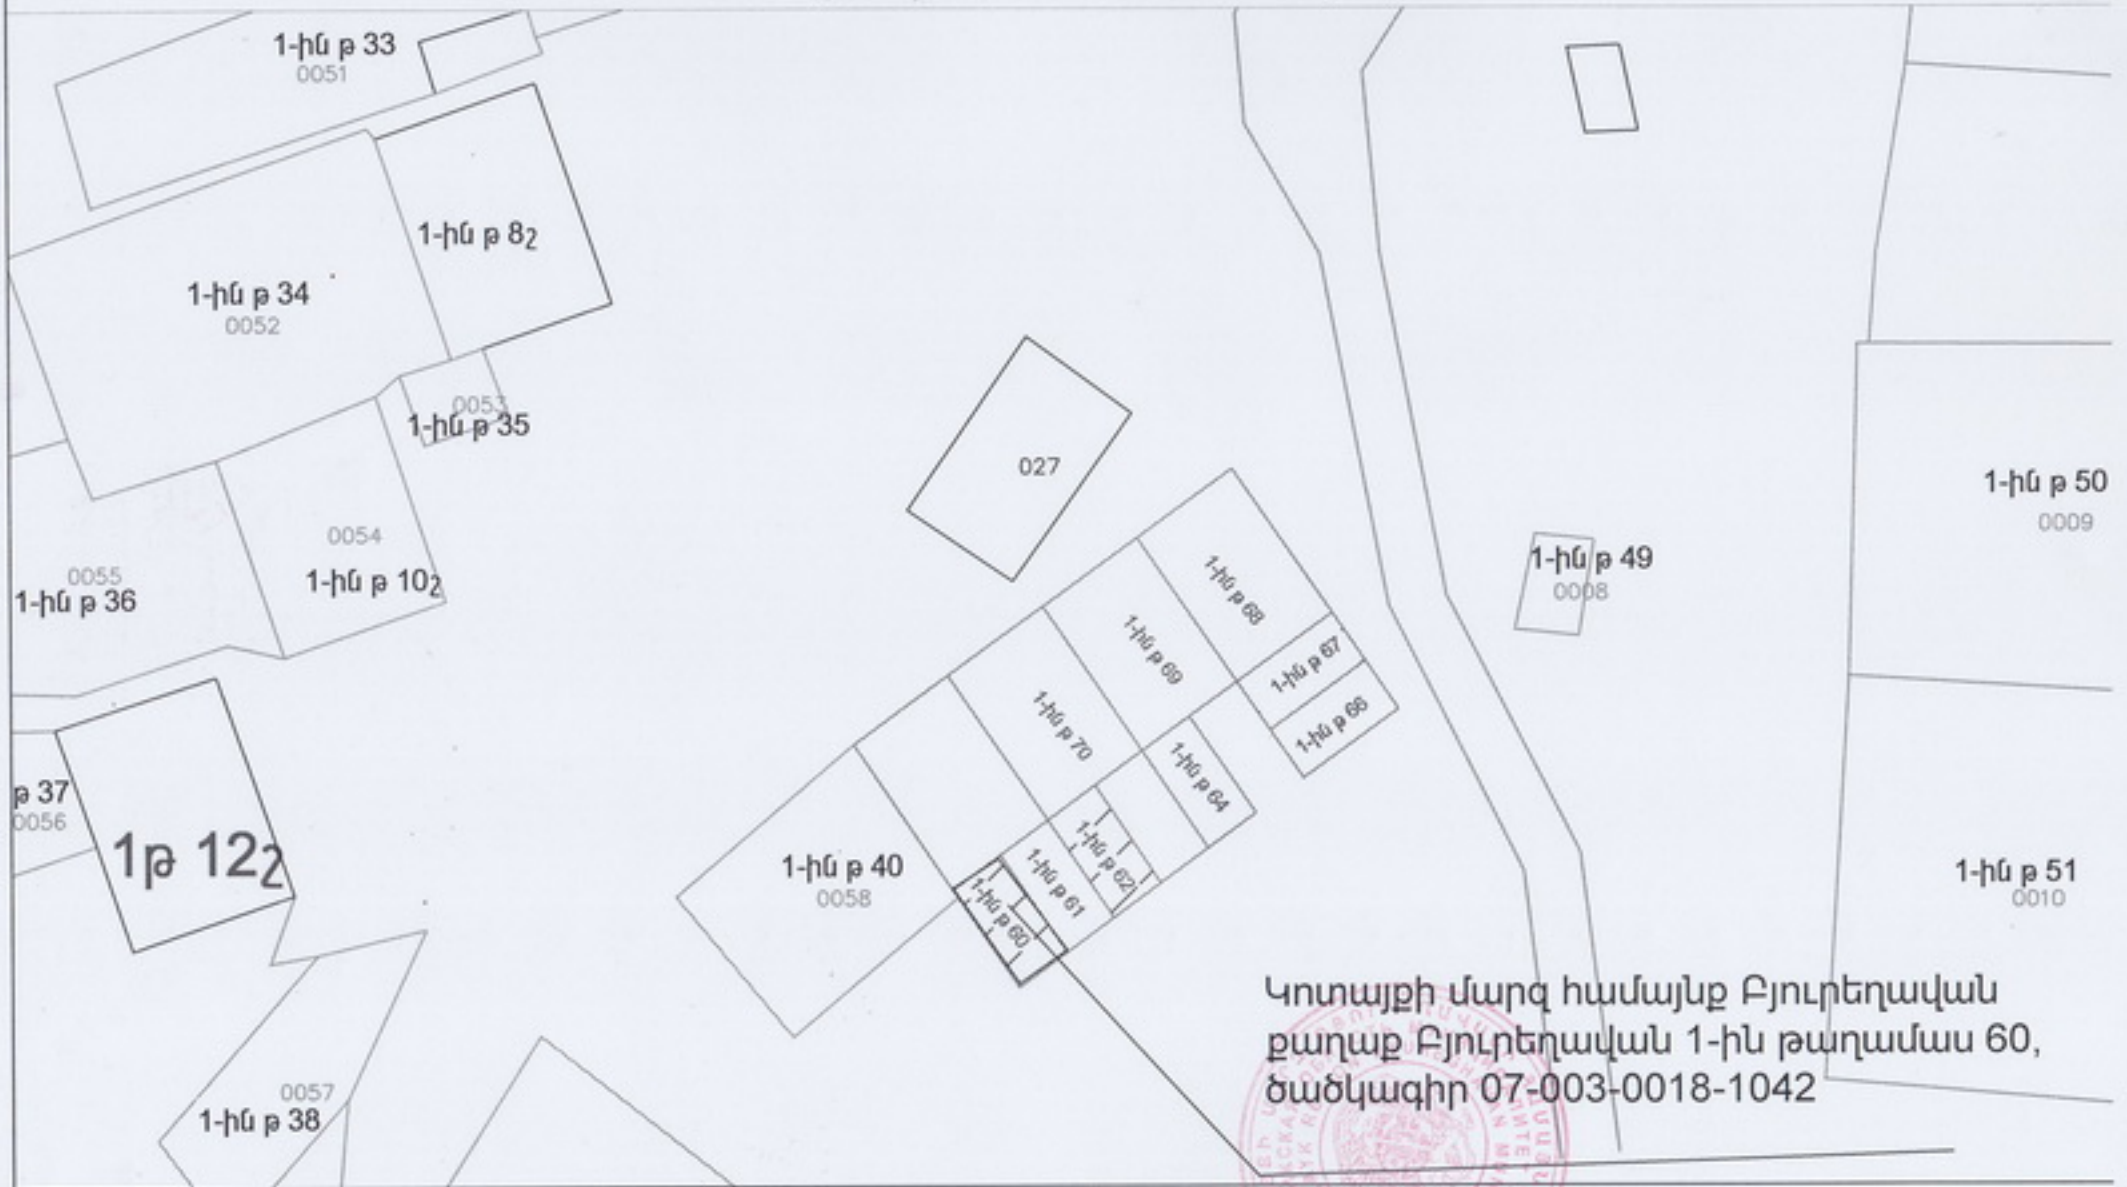 1-ին թ 33
0051
1-ին թ 8շ
1-ին թ 34
0052
0053
1-ին թ 35
0054
1-ին թ 10շ
0055
1-ին թ 36
թ 37
0056
1թ 12շ
0057
1-ին թ 38
027
1-ին թ 68
1-ին թ 69
1-ին թ 67
1-ին թ 66
1-ին թ 70
1-ին թ 64
1-ին թ 62
1-ին թ 61
1-ին թ 60
1-ին թ 40
0058
1-ին թ 49
0008
1-ին թ 50
0009
1-ին թ 51
0010
Կոտայքի մարզ համայնք Բյուրեղավան
քաղաք Բյուրեղավան 1-ին թաղամաս 60,
ծածկագիր 07-003-0018-1042